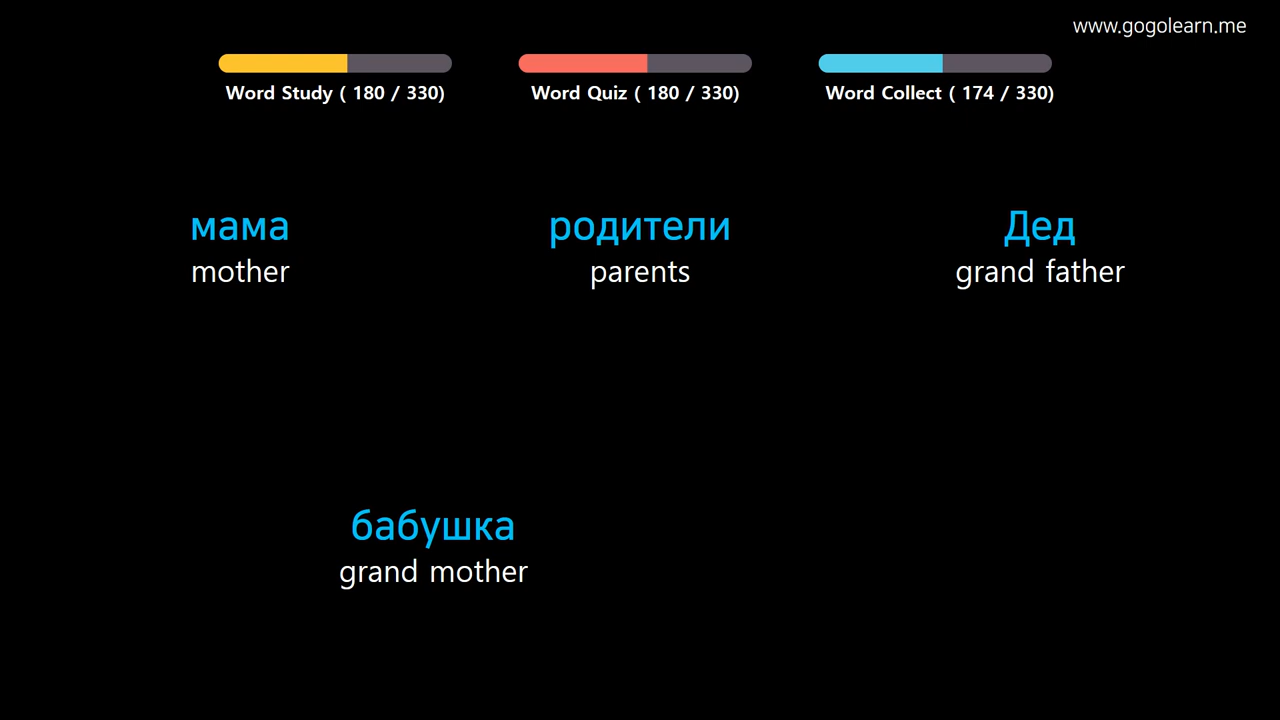 www.gogolearn.me
Word Study ( 180 / 330)
Word Quiz ( 180 / 330)
Word Collect ( 174 / 330)
мама
mother
родители
parents
Дед
grand father
бабушка
grand mother